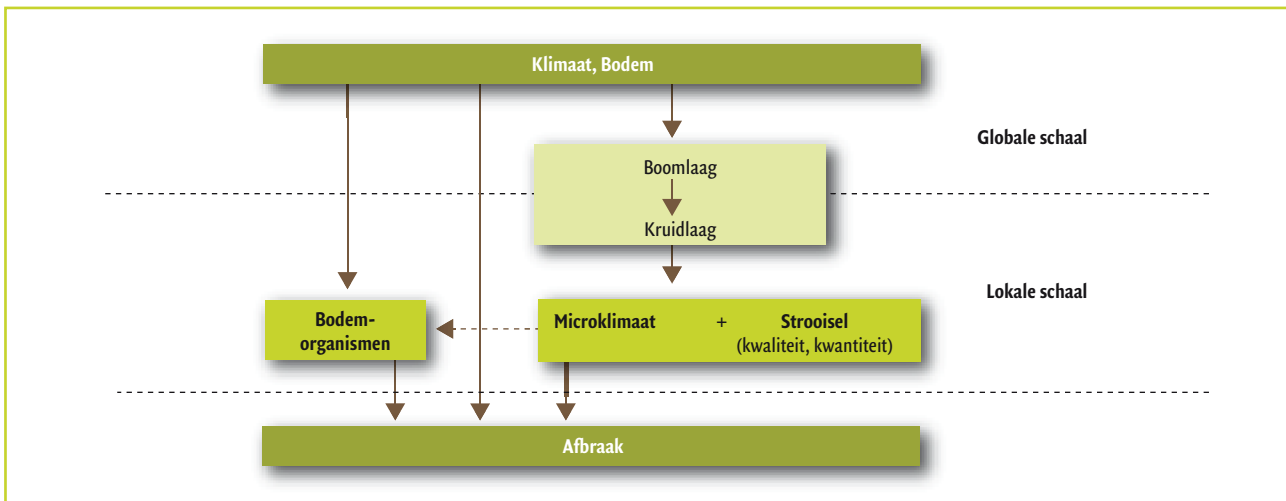 Klimaat, Bodem
Globale schaal
Boomlaag
Kruidlaag
Lokale schaal
Bodem-
organismen
Microklimaat + Strooisel
(kwaliteit, kwantiteit)
Afbraak